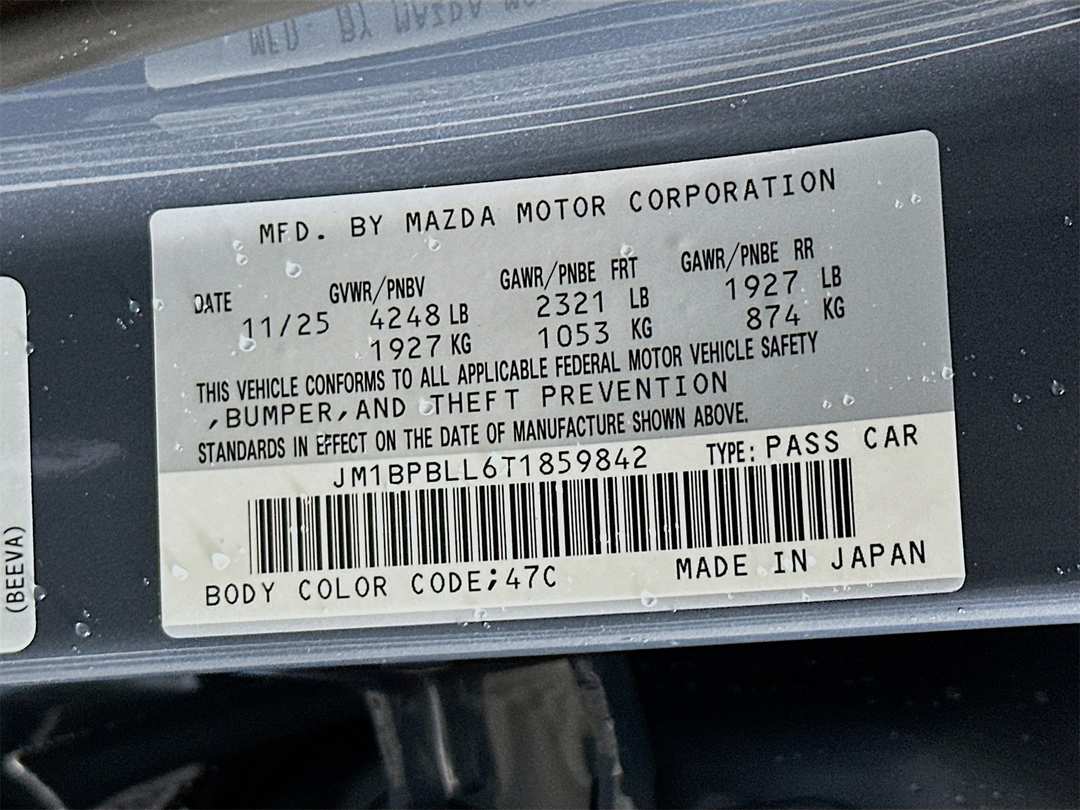 MFD. BY MAZDA MOTOR CORPORATION
DATE GVWR/PNBV GAWR/PNBE FRT GAWR/PNBE RR
11/25 4248 LB 2321 LB 1927 LB
1927 KG 1053 KG 874 KG
THIS VEHICLE CONFORMS TO ALL APPLICABLE FEDERAL MOTOR VEHICLE SAFETY
,BUMPER,AND THEFT PREVENTION
STANDARDS IN EFFECT ON THE DATE OF MANUFACTURE SHOWN ABOVE.
JM1BPBLL6T1859842 TYPE: PASS CAR
BODY COLOR CODE;47C MADE IN JAPAN
(BEEVA)
MFD. BY MAZDA